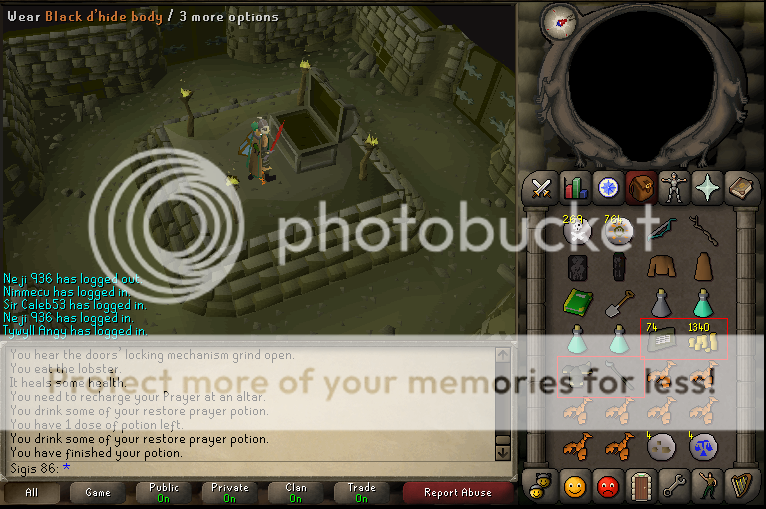 Wear Black d'hide body / 3 more options
269 764
photobucket
Neji 936 has logged out.
Ninmecu has logged in.
Sir Caleb53 has logged in.
Neji 936 has logged in.
Tywyll Angy has logged in.
74 1340
You hear the doors' locking mechanism grind open.
You eat the lobster.
It heals some health.
Protect more of your memories for less!
You need to recharge your Prayer at an altar.
You drink some of your restore prayer potion.
You have 1 dose of potion left.
You drink some of your restore prayer potion.
You have finished your potion.
4 4
Sigis 86: *
All
Game
Public
On
Private
On
Clan
On
Trade
On
Report Abuse